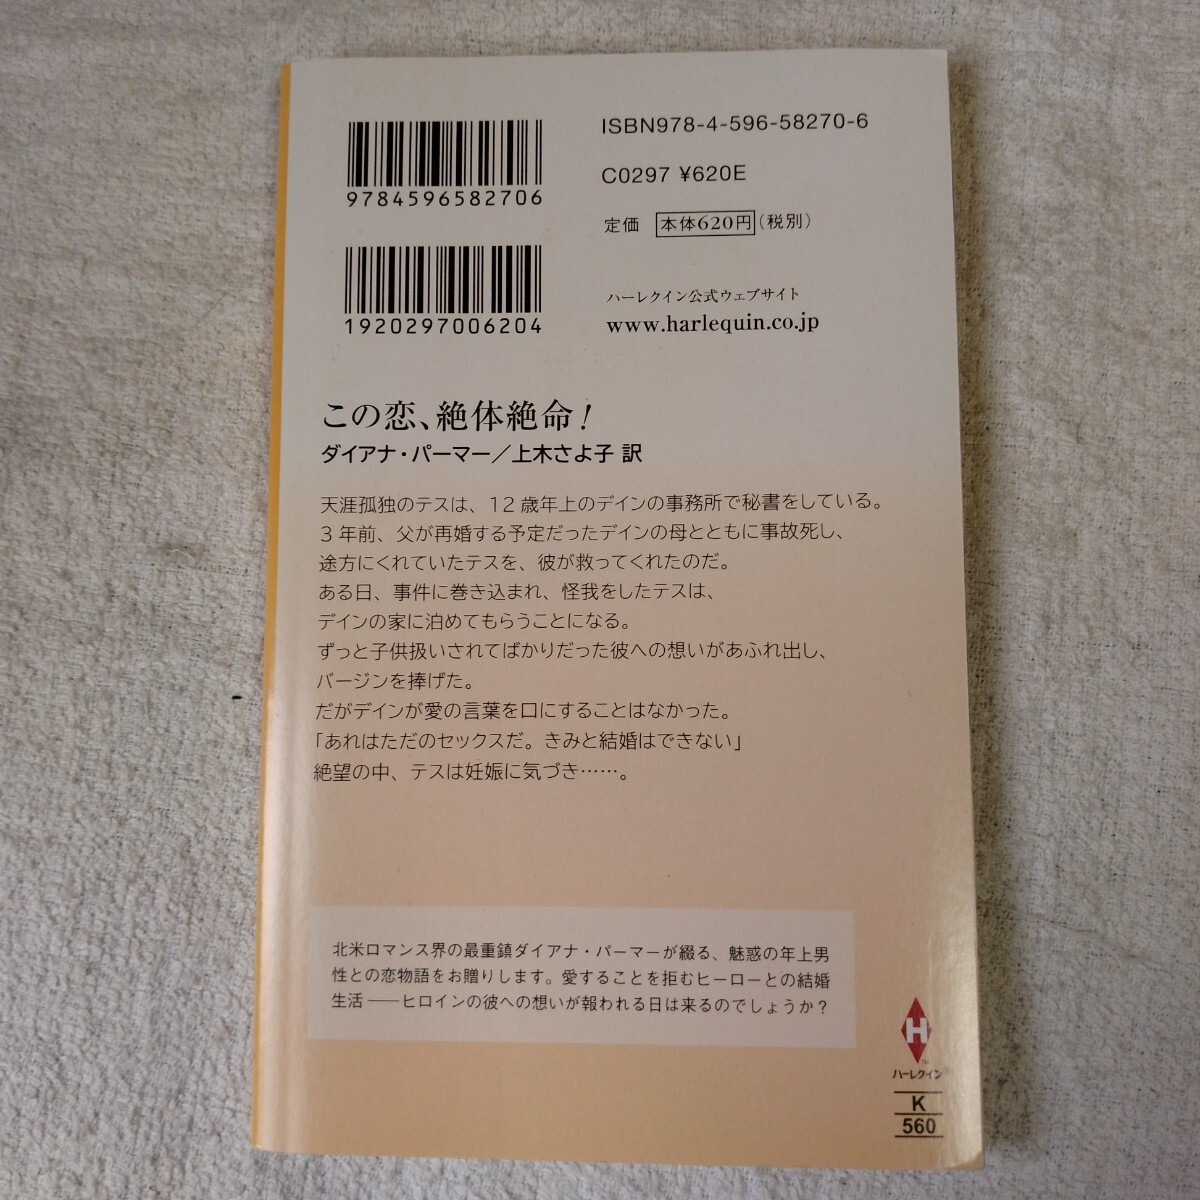 ISBN978-4-596-58270-6
9784596582706
C0297 ¥620E
定価 本体620円(税別)
1920297006204
ハーレクイン公式ウェブサイト
www.harlequin.co.jp
この恋、絶体絶命!
ダイアナ・パーマー／上木さよ子 訳
天涯孤独のテスは、12歳年上のデインの事務所で秘書をしている。
3年前、父が再婚する予定だったデインの母とともに事故死し、
途方にくれていたテスを、彼が救ってくれたのだ。
ある日、事件に巻き込まれ、怪我をしたテスは、
デインの家に泊めてもらうことになる。
ずっと子供扱いされてばかりだった彼への想いがあふれ出し、
バージンを捧げた。
だがデインが愛の言葉を口にすることはなかった。
「あれはただのセックスだ。きみと結婚はできない」
絶望の中、テスは妊娠に気づき……。
北米ロマンス界の最重鎮ダイアナ・パーマーが綴る、魅惑の年上男
性との恋物語をお贈りします。愛することを拒むヒーローとの結婚
生活——ヒロインの彼への想いが報われる日は来るのでしょうか？
H
TM
ハーレクイン
K
560